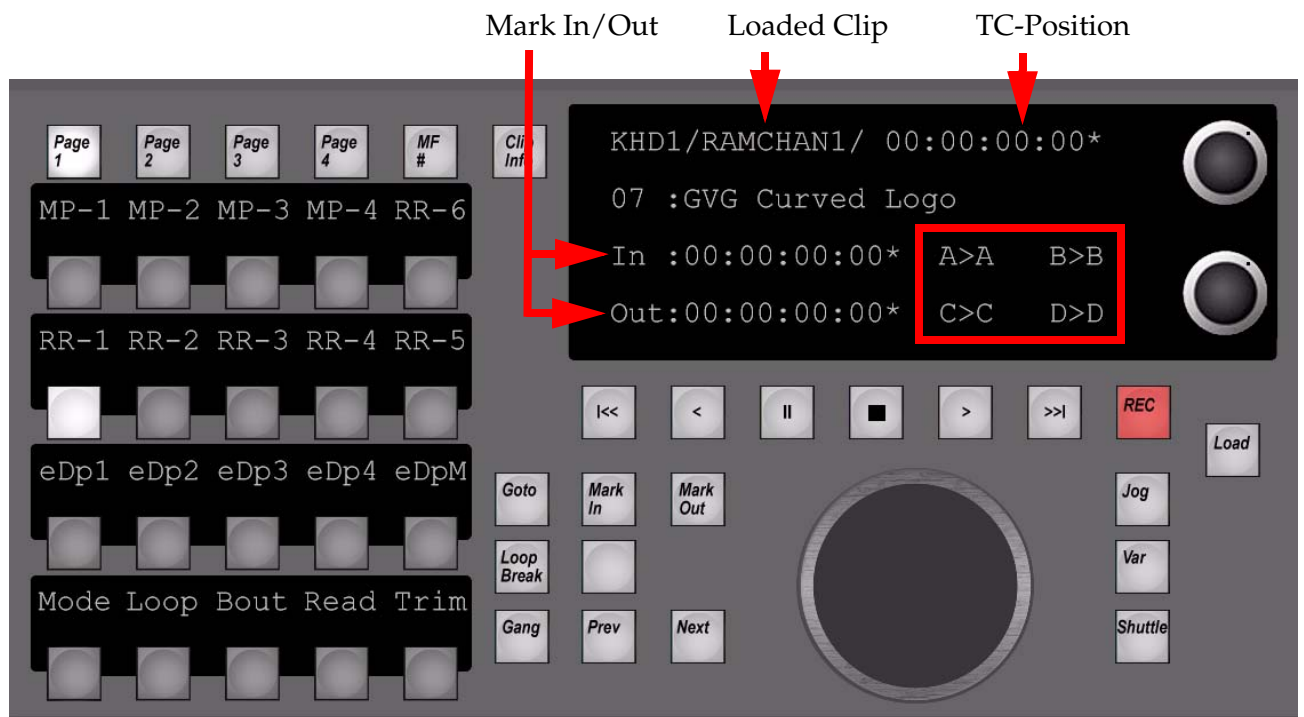 Mark In/Out Loaded Clip TC-Position
Page 1 Page 2 Page 3 Page 4 MF # Clip Info
KHD1/RAMCHAN1/ 00:00:00:00*
07 :GVG Curved Logo
In :00:00:00:00* A>A B>B
Out:00:00:00:00* C>C D>D
MP-1 MP-2 MP-3 MP-4 RR-6
RR-1 RR-2 RR-3 RR-4 RR-5
I<< < II ■ > >>I REC
Load
eDp1 eDp2 eDp3 eDp4 eDpM
Goto Mark In Mark Out Jog
Loop Break Var
Mode Loop Bout Read Trim
Gang Prev Next Shuttle